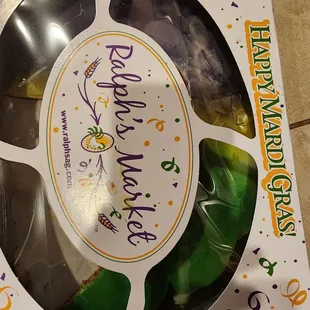 HAPPY MARDI GRAS!
Ralph's Market
www.ralphsag.com